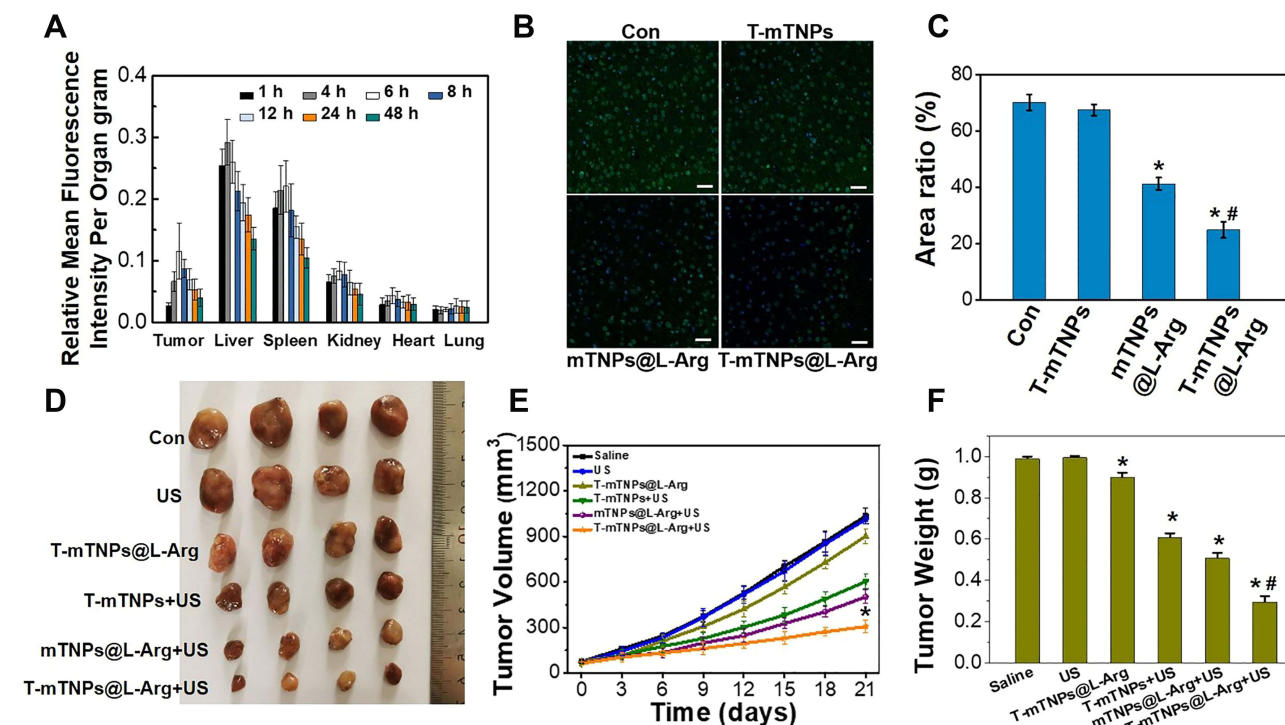 A
Relative Mean Fluorescence
Intensity Per Organ gram
0.4
0.3
0.2
0.1
0.0
1 h 4 h 6 h 8 h
12 h 24 h 48 h
Tumor Liver Spleen Kidney Heart Lung
B
Con T-mTNPs
mTNPs@L-Arg T-mTNPs@L-Arg
C
Area ratio (%)
80
60
40
20
0
*
* #
Con
T-mTNPs
mTNPs
@L-Arg
T-mTNPs
@L-Arg
D
Con
US
T-mTNPs@L-Arg
T-mTNPs+US
mTNPs@L-Arg+US
T-mTNPs@L-Arg+US
E
Tumor Volume (mm³)
1500
1200
900
600
300
0
Saline
US
T-mTNPs@L-Arg
T-mTNPs+US
mTNPs@L-Arg+US
T-mTNPs@L-Arg+US
*
0 3 6 9 12 15 18 21
Time (days)
F
Tumor Weight (g)
1.0
0.8
0.6
0.4
0.2
0.0
*
*
*
* #
Saline
US
T-mTNPs@L-Arg
T-mTNPs+US
mTNPs@L-Arg+US
T-mTNPs@L-Arg+US